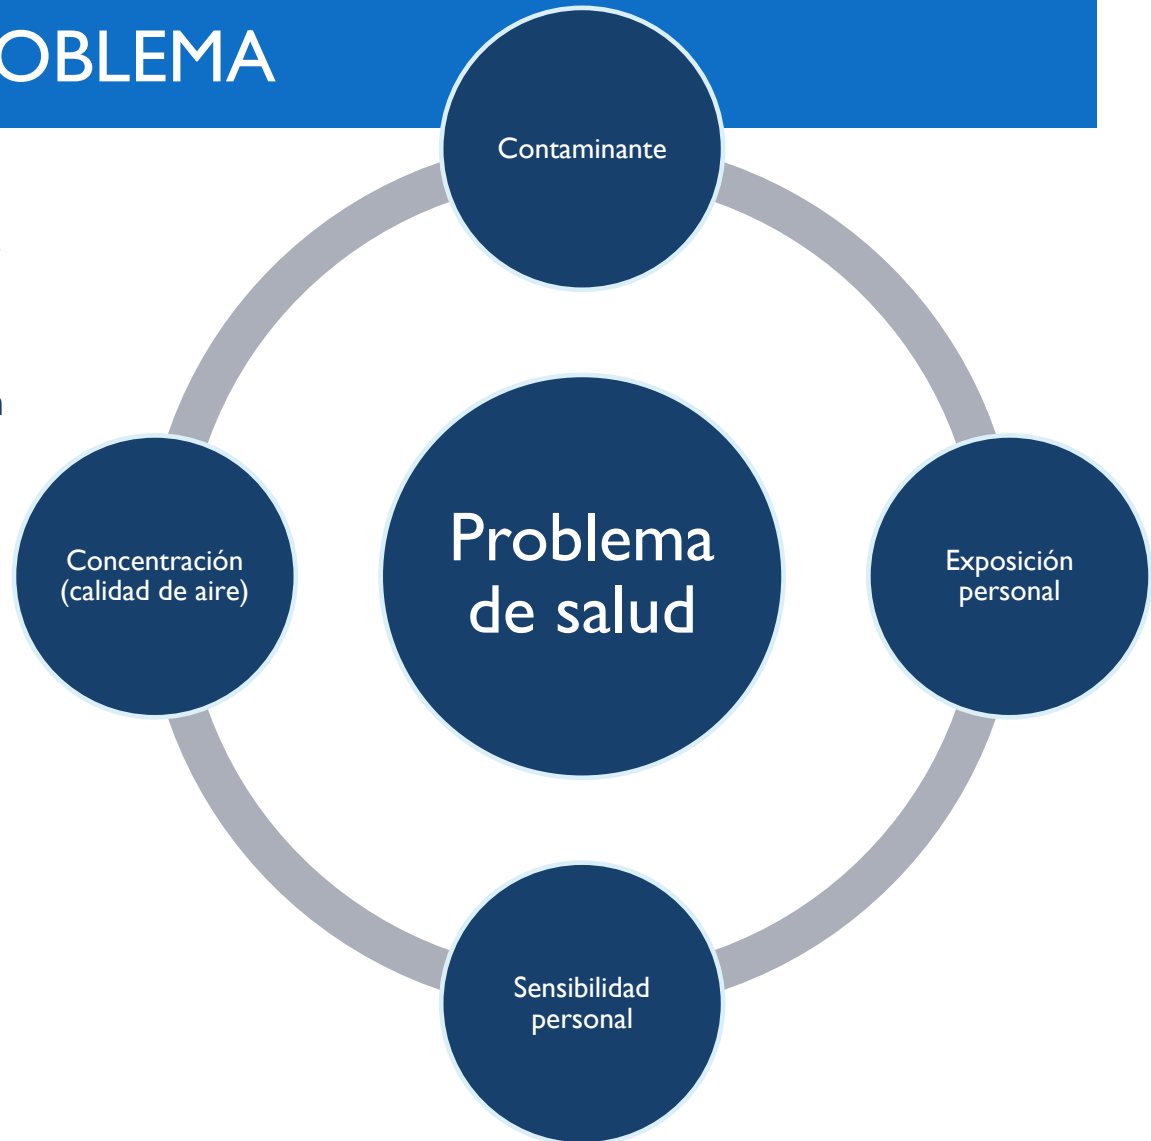 OBLEMA
Contaminante
Concentración
(calidad de aire)
Problema
de salud
Exposición
personal
Sensibilidad
personal